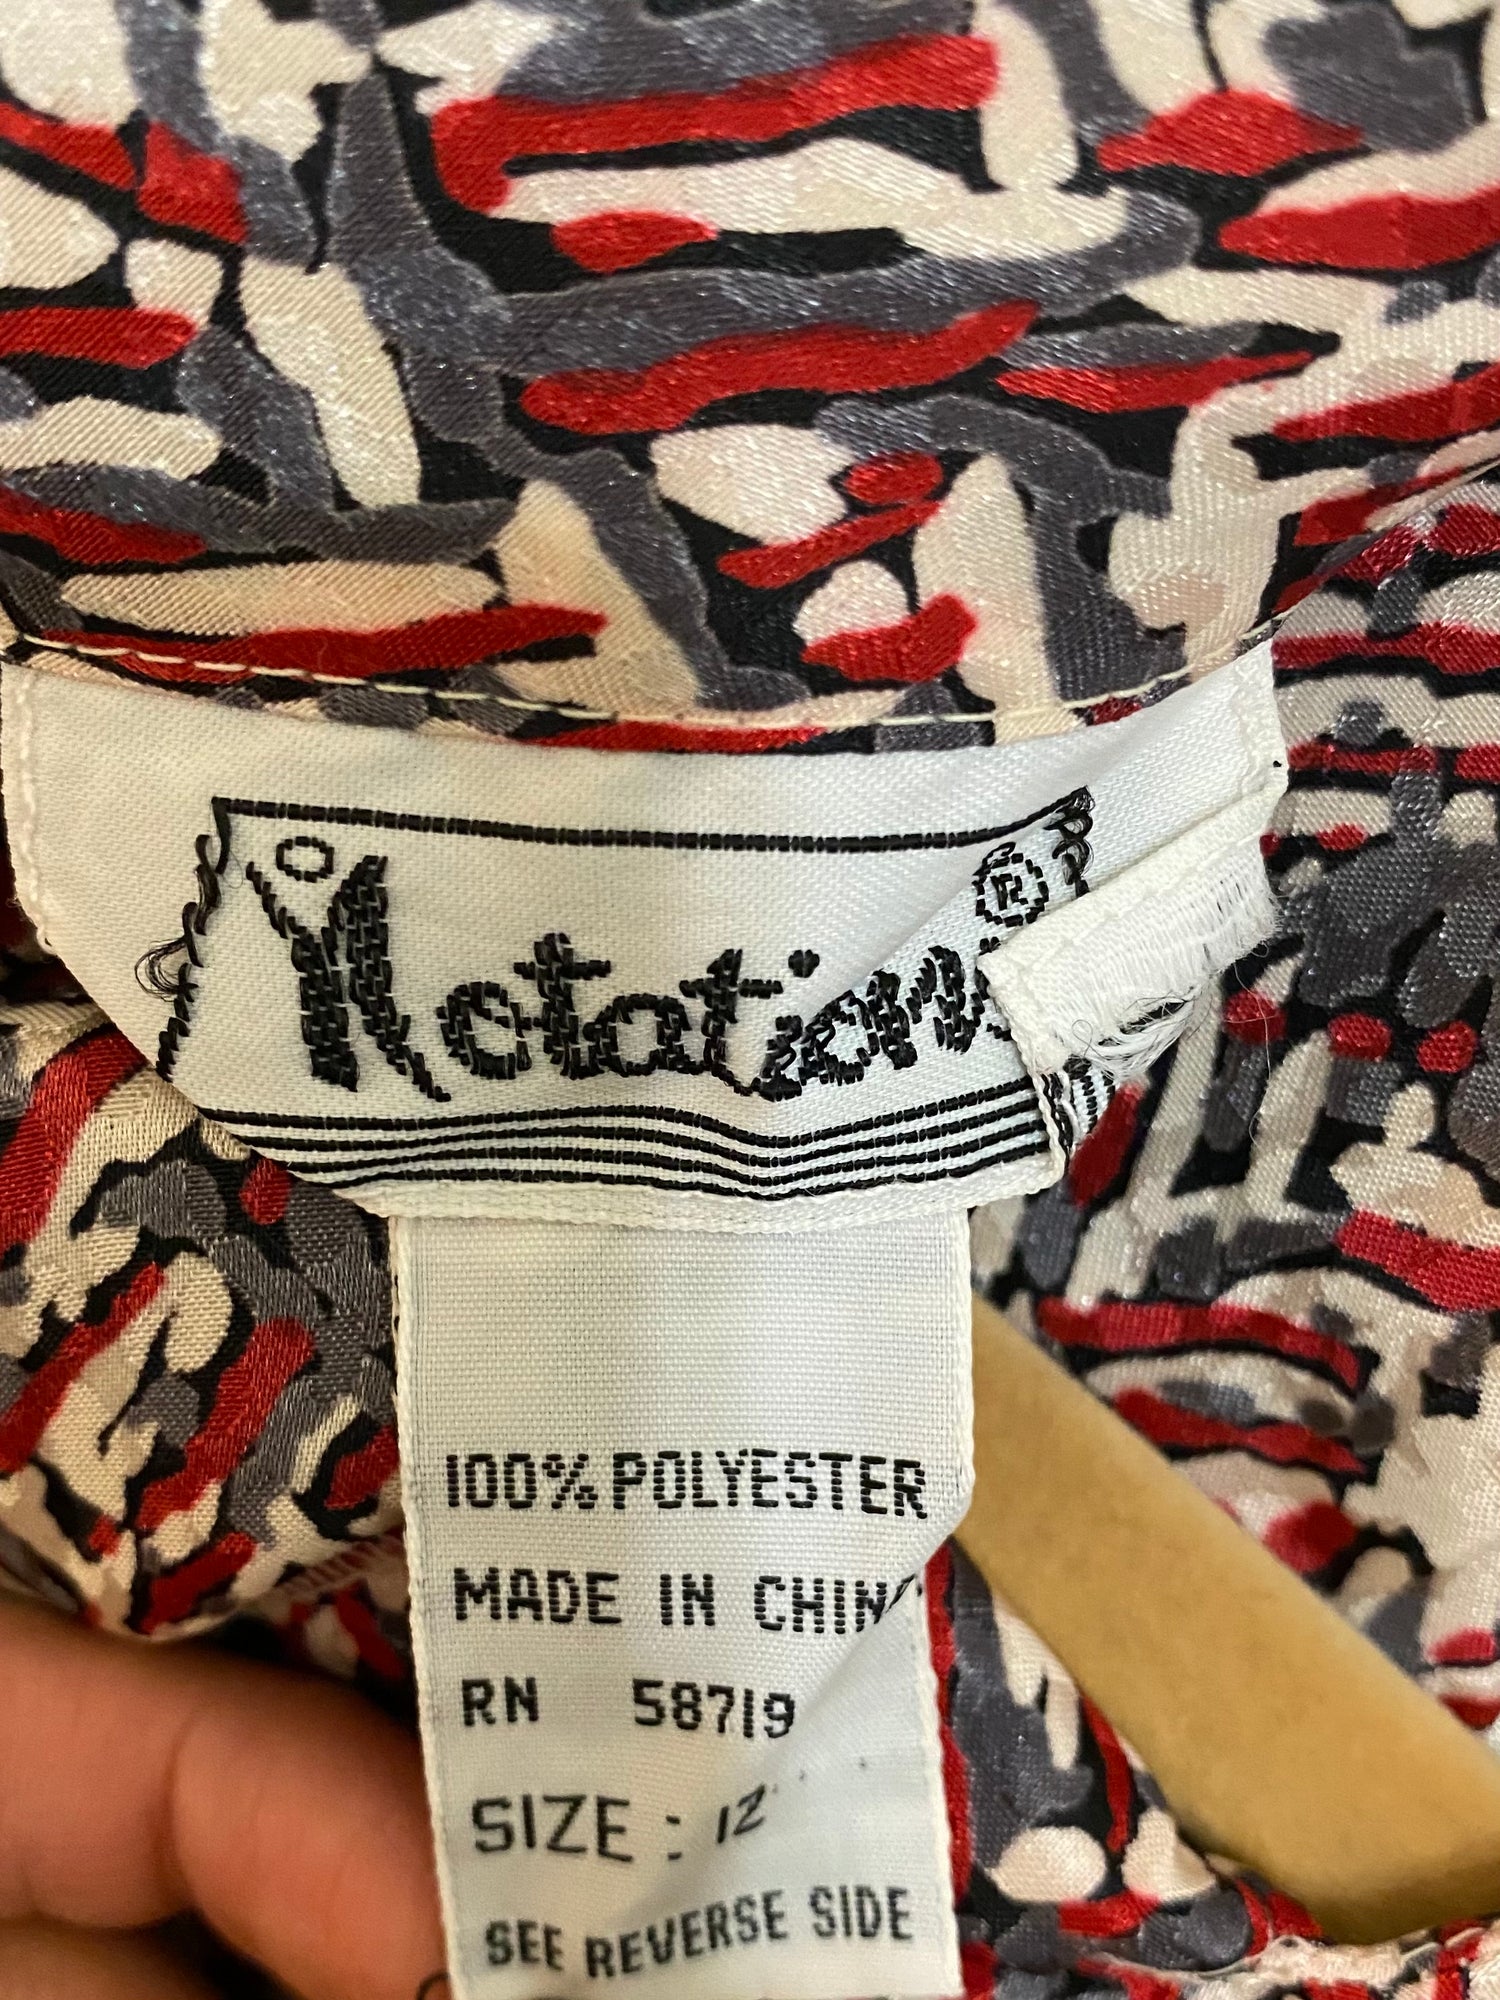 Notations®
100% POLYESTER
MADE IN CHINA
RN 58719
SIZE : 12
SEE REVERSE SIDE